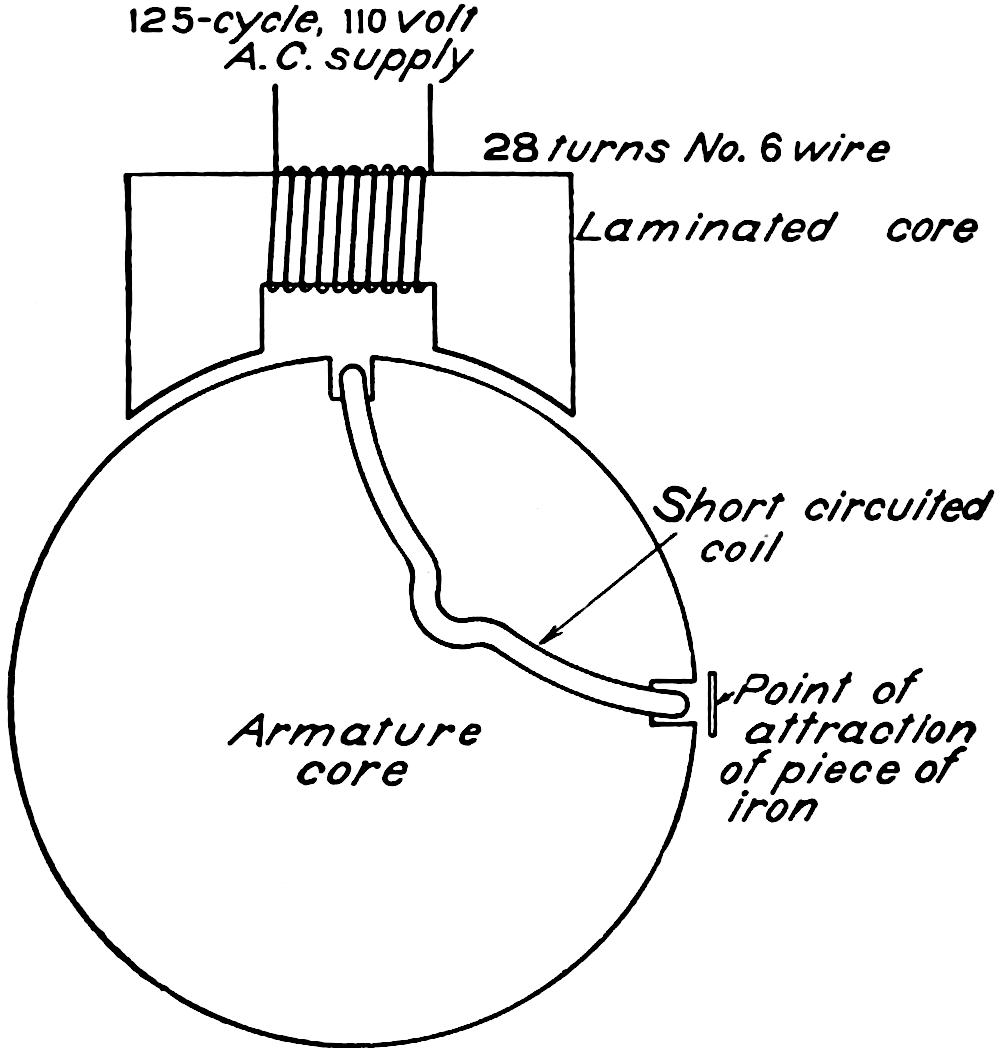 125-cycle, 110 volt
A.C. supply
28 turns No. 6 wire
Laminated core
Short circuited
coil
Point of
attraction
of piece of
iron
Armature
core